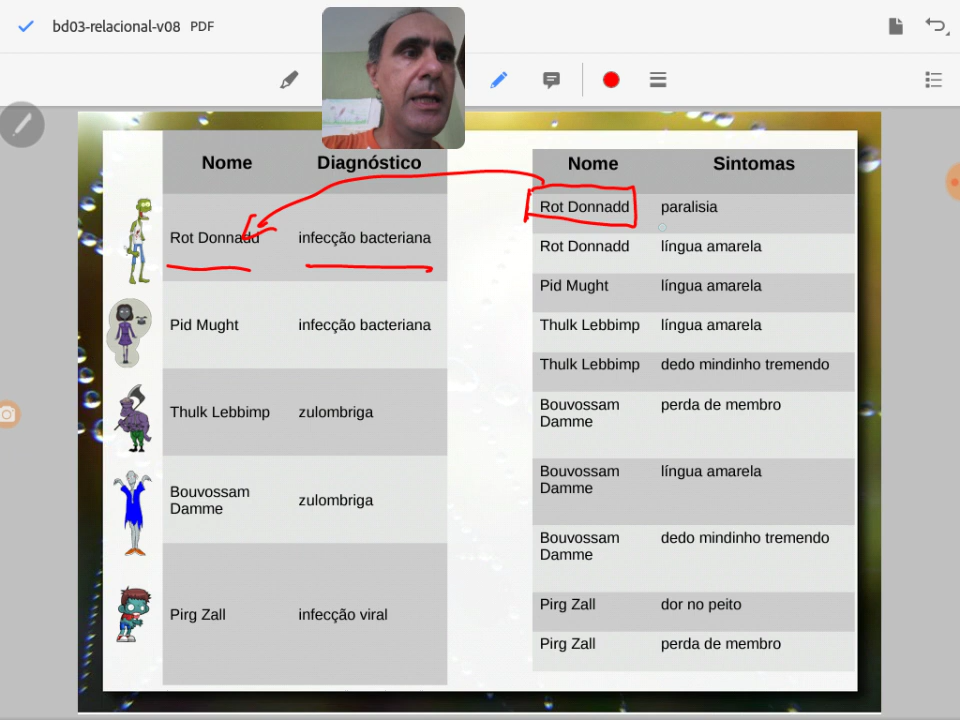 bd03-relacional-v08 PDF
Nome Diagnóstico
Rot Donnadd infecção bacteriana
Pid Mught infecção bacteriana
Thulk Lebbimp zulombriga
Bouvossam
Damme zulombriga
Pirg Zall infecção viral
Nome Sintomas
Rot Donnadd paralisia
Rot Donnadd língua amarela
Pid Mught língua amarela
Thulk Lebbimp língua amarela
Thulk Lebbimp dedo mindinho tremendo
Bouvossam perda de membro
Damme
Bouvossam língua amarela
Damme
Bouvossam dedo mindinho tremendo
Damme
Pirg Zall dor no peito
Pirg Zall perda de membro